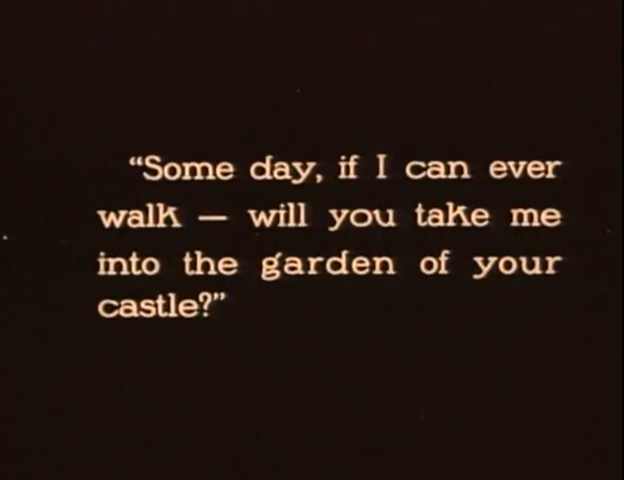 “Some day, if I can ever
walk — will you take me
into the garden of your
castle?”